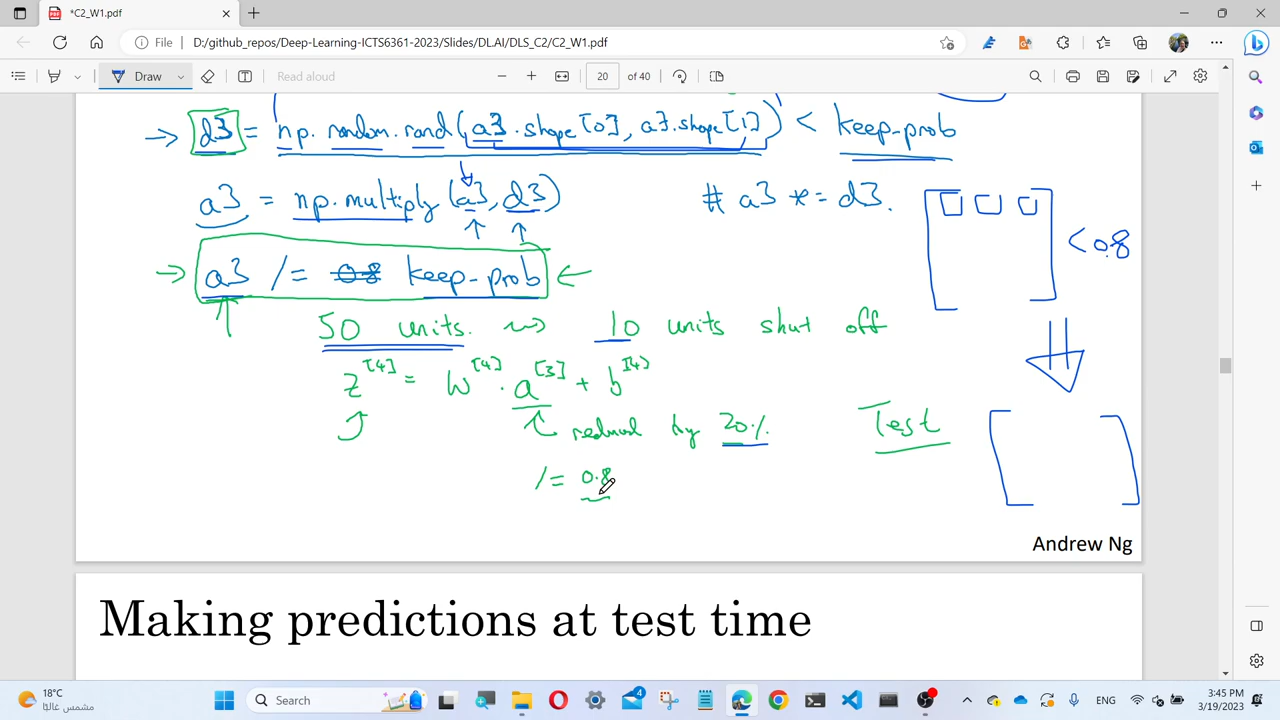 *C2_W1.pdf
File
D:/github_repos/Deep-Learning-ICTS6361-2023/Slides/DL.AI/DLS_C2/C2_W1.pdf
Draw
Read aloud
20 of 40
d3 = np.random.rand(a3.shape[0], a3.shape[1]) < keep-prob
a3 = np.multiply(a3, d3) # a3 *= d3.
< 0.8
a3 /= 0.8 keep-prob
50 units. ⇝ 10 units shut off
z[4] = W[4] . a[3] + b[4]
reduced by 20% Test
/= 0.8
Andrew Ng
Making predictions at test time
18°C
مشمس غالبًا
Search
4
ENG
3:45 PM
3/19/2023